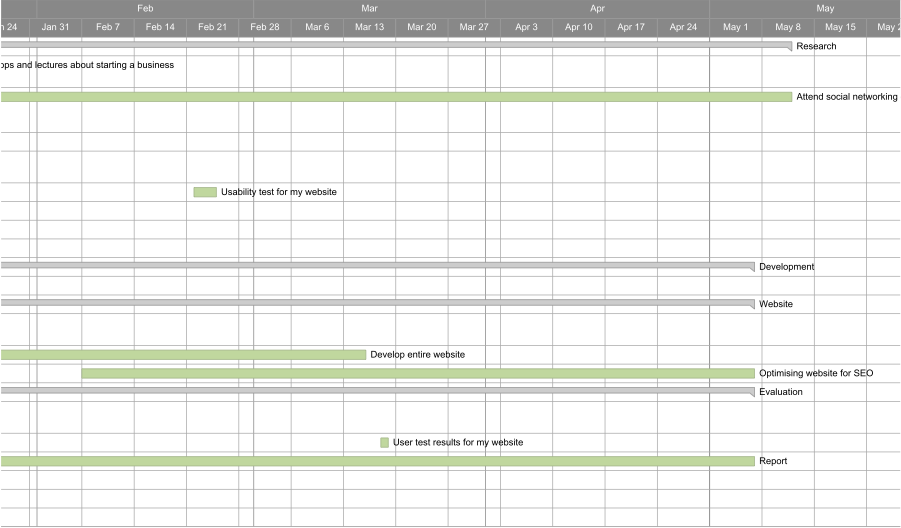 Feb Mar Apr May
24 Jan 31 Feb 7 Feb 14 Feb 21 Feb 28 Mar 6 Mar 13 Mar 20 Mar 27 Apr 3 Apr 10 Apr 17 Apr 24 May 1 May 8 May 15 May
Research
and lectures about starting a business
Attend social networking
Usability test for my website
Development
Website
Develop entire website
Optimising website for SEO
Evaluation
User test results for my website
Report